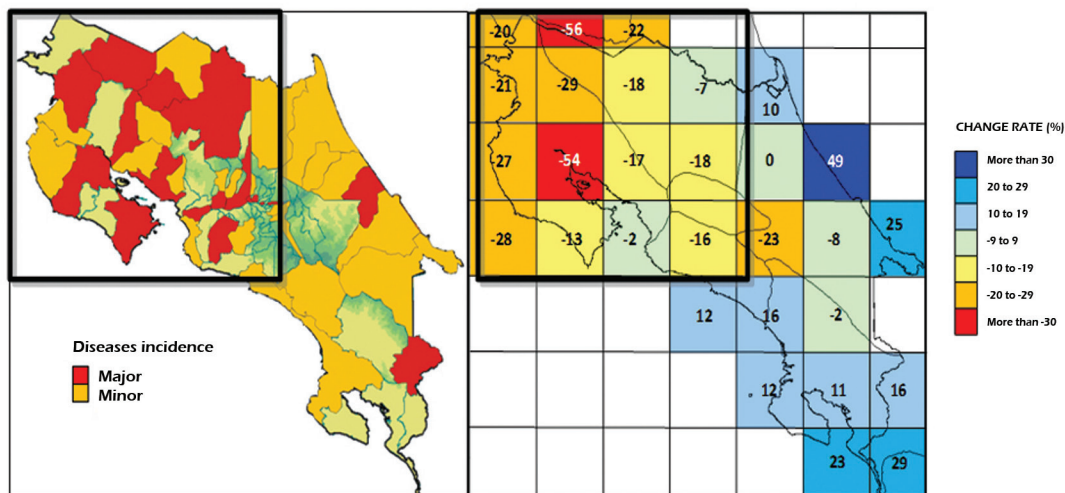 Diseases incidence
Major
Minor
-20 -56 -22
-21 -29 -18 -7 10
27 -54 -17 -18 0 49
-28 -13 -2 -16 -23 -8 25
12 16 -2
12 11 16
23 29
CHANGE RATE (%)
More than 30
20 to 29
10 to 19
-9 to 9
-10 to -19
-20 to -29
More than -30